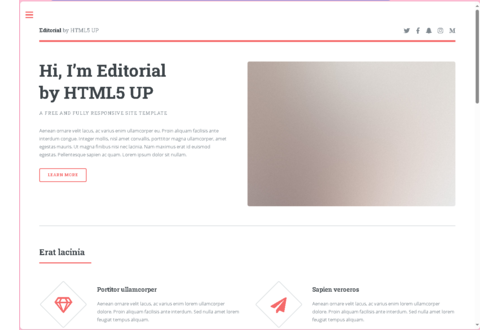 Editorial by HTML5 UP
M
Hi, I'm Editorial
by HTML5 UP
A FREE AND FULLY RESPONSIVE SITE TEMPLATE
Aenean ornare velit lacus, ac varius enim ullamcorper eu. Proin aliquam facilisis ante
interdum congue. Integer mollis, nisl amet convallis, porttitor magna ullamcorper, amet
egestas mauris. Ut magna finibus nisi nec lacinia. Nam maximus erat id euismod
egestas. Pellentesque sapien ac quam. Lorem ipsum dolor sit nullam.
LEARN MORE
Erat lacinia
Portitor ullamcorper
Aenean ornare velit lacus, ac varius enim lorem ullamcorper
dolore. Proin aliquam facilisis ante interdum. Sed nulla amet lorem
feugiat tempus aliquam.
Sapien veroeros
Aenean ornare velit lacus, ac varius enim lorem ullamcorper
dolore. Proin aliquam facilisis ante interdum. Sed nulla amet lorem
feugiat tempus aliquam.